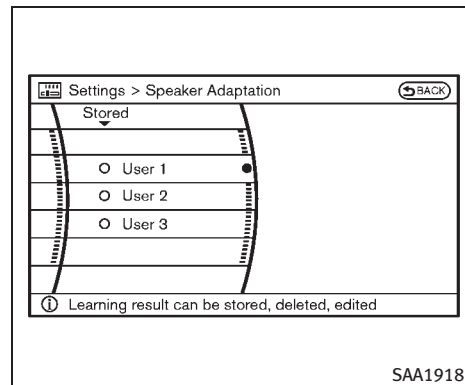 Settings > Speaker Adaptation
BACK
Stored
User 1
User 2
User 3
Learning result can be stored, deleted, edited
SAA1918